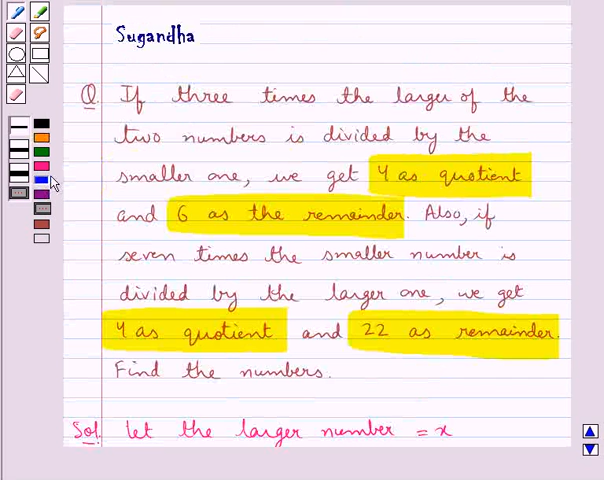 Sugandha
Q. If three times the larger of the
two numbers is divided by the
smaller one, we get 4 as quotient
and 6 as the remainder. Also, if
seven times the smaller number is
divided by the larger one, we get
4 as quotient and 22 as remainder.
Find the numbers.
Sol. Let the larger number = x